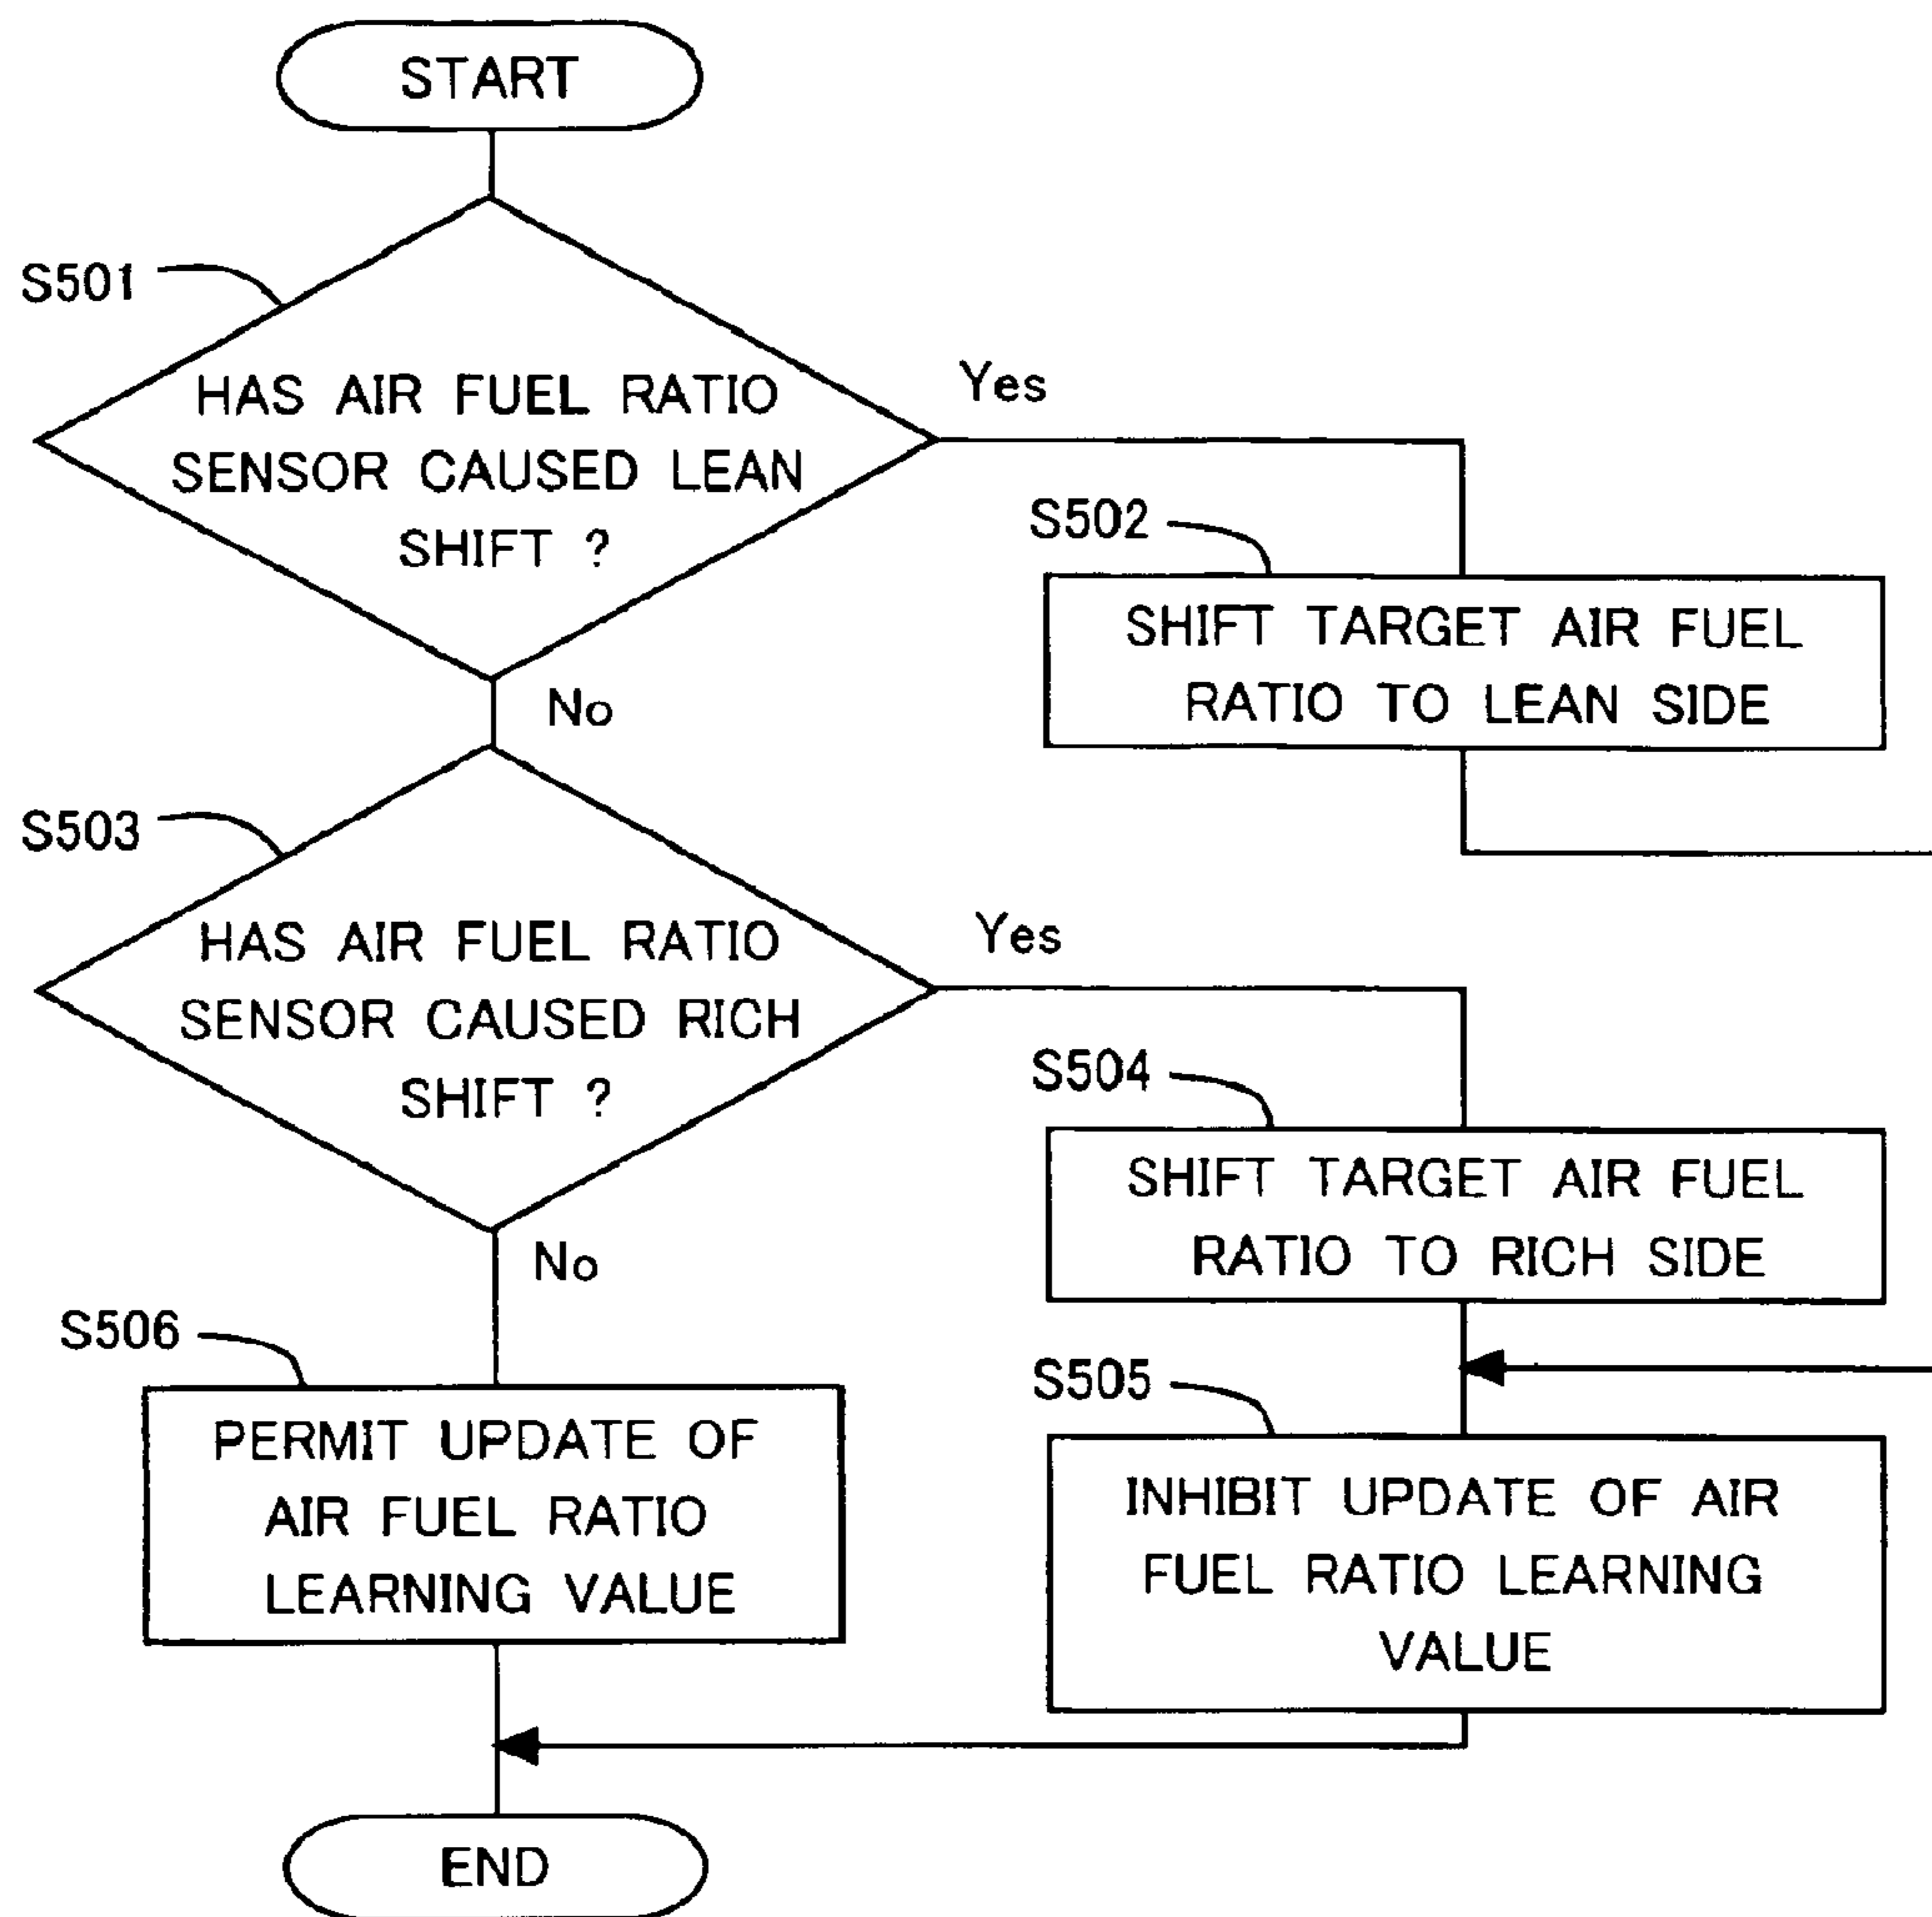 START
S501
HAS AIR FUEL RATIO
SENSOR CAUSED LEAN
SHIFT ?
Yes
S502
SHIFT TARGET AIR FUEL
RATIO TO LEAN SIDE
No
S503
HAS AIR FUEL RATIO
SENSOR CAUSED RICH
SHIFT ?
Yes
S504
SHIFT TARGET AIR FUEL
RATIO TO RICH SIDE
No
S506
PERMIT UPDATE OF
AIR FUEL RATIO
LEARNING VALUE
S505
INHIBIT UPDATE OF AIR
FUEL RATIO LEARNING
VALUE
END